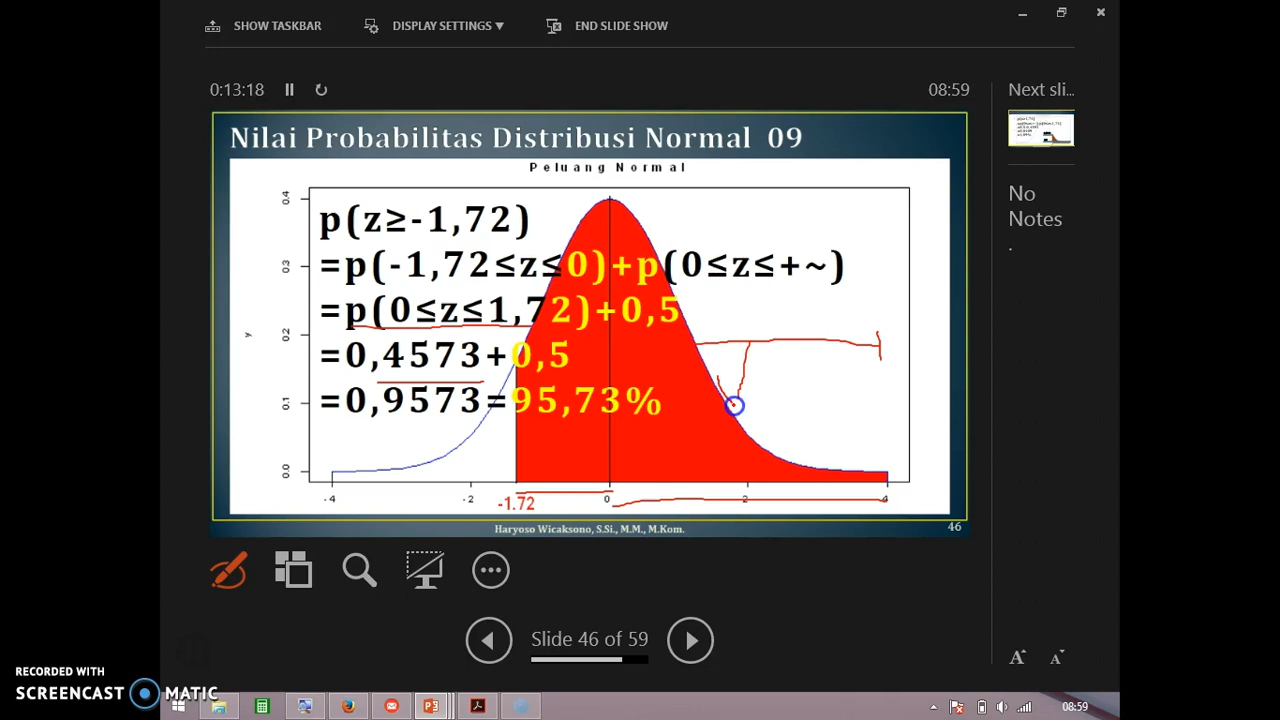 SHOW TASKBAR
DISPLAY SETTINGS ▼
END SLIDE SHOW
0:13:18
08:59
Next sli...
Nilai Probabilitas Distribusi Normal 09
Peluang Normal
p(z≥-1,72)
=p(-1,72≤z≤0)+p(0≤z≤+~)
=p(0≤z≤1,72)+0,5
=0,4573+0,5
=0,9573=95,73%
y
0.4
0.3
0.2
0.1
0.0
-4
-2
0
2
4
-1.72
Haryoso Wicaksono, S.Si., M.M., M.Kom.
46
No
Notes
.
Slide 46 of 59
A A
RECORDED WITH
SCREENCAST MATIC
08:59